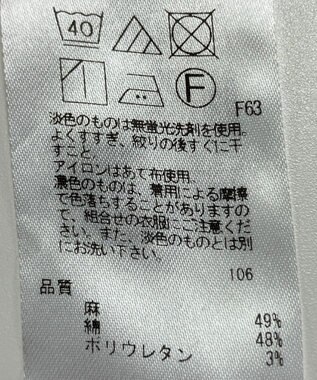 40
F
F63
淡色のものは無蛍光洗剤を使用。
よくすすぎ、絞りの後すぐに干
すこと。
アイロンはあて布使用。
濃色のものは、着用による摩擦
で色落ちすることがありますの
で、組合せの衣服にご注意くだ
さい。また、淡色のものとは別
にお洗い下さい。
106
品質
麻 49%
綿 48%
ポリウレタン 3%